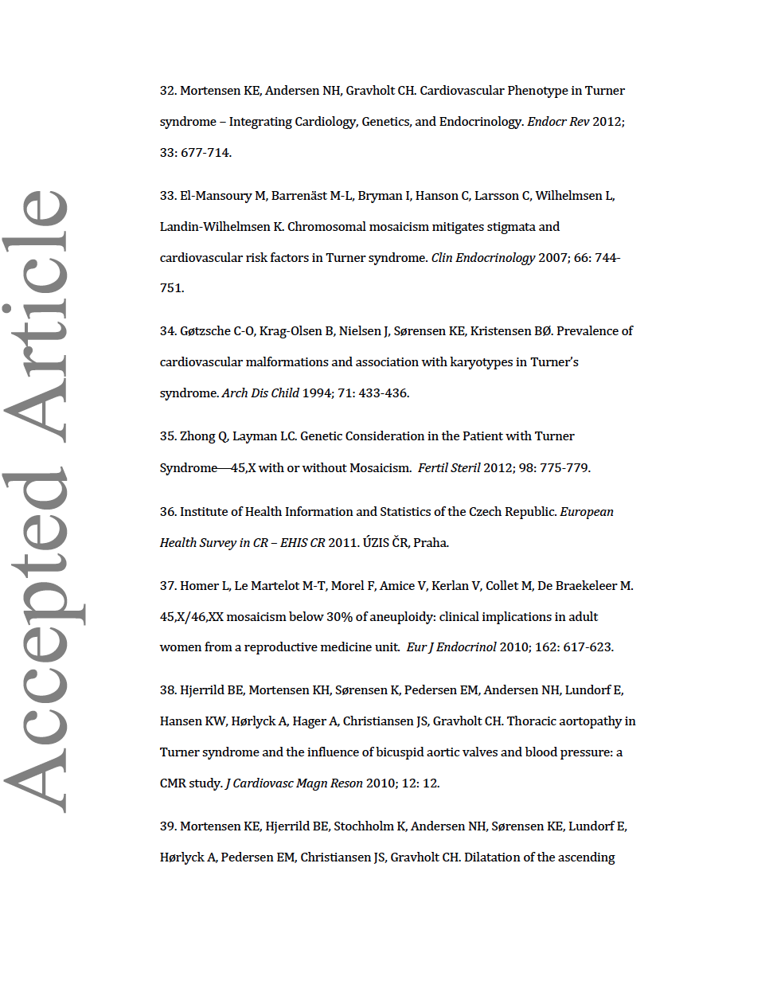 32. Mortensen KE, Andersen NH, Gravholt CH. Cardiovascular Phenotype in Turner
syndrome – Integrating Cardiology, Genetics, and Endocrinology. Endocr Rev 2012;
33: 677-714.
33. El-Mansoury M, Barrenäst M-L, Bryman I, Hanson C, Larsson C, Wilhelmsen L,
Landin-Wilhelmsen K. Chromosomal mosaicism mitigates stigmata and
cardiovascular risk factors in Turner syndrome. Clin Endocrinology 2007; 66: 744-
751.
34. Gøtzsche C-O, Krag-Olsen B, Nielsen J, Sørensen KE, Kristensen BØ. Prevalence of
cardiovascular malformations and association with karyotypes in Turner’s
syndrome. Arch Dis Child 1994; 71: 433-436.
35. Zhong Q, Layman LC. Genetic Consideration in the Patient with Turner
Syndrome—45,X with or without Mosaicism. Fertil Steril 2012; 98: 775-779.
36. Institute of Health Information and Statistics of the Czech Republic. European
Health Survey in CR – EHIS CR 2011. ÚZIS ČR, Praha.
37. Homer L, Le Martelot M-T, Morel F, Amice V, Kerlan V, Collet M, De Braekeleer M.
45,X/46,XX mosaicism below 30% of aneuploidy: clinical implications in adult
women from a reproductive medicine unit. Eur J Endocrinol 2010; 162: 617-623.
38. Hjerrild BE, Mortensen KH, Sørensen K, Pedersen EM, Andersen NH, Lundorf E,
Hansen KW, Hørlyck A, Hager A, Christiansen JS, Gravholt CH. Thoracic aortopathy in
Turner syndrome and the influence of bicuspid aortic valves and blood pressure: a
CMR study. J Cardiovasc Magn Reson 2010; 12: 12.
39. Mortensen KE, Hjerrild BE, Stochholm K, Andersen NH, Sørensen KE, Lundorf E,
Hørlyck A, Pedersen EM, Christiansen JS, Gravholt CH. Dilatation of the ascending
Accepted Article